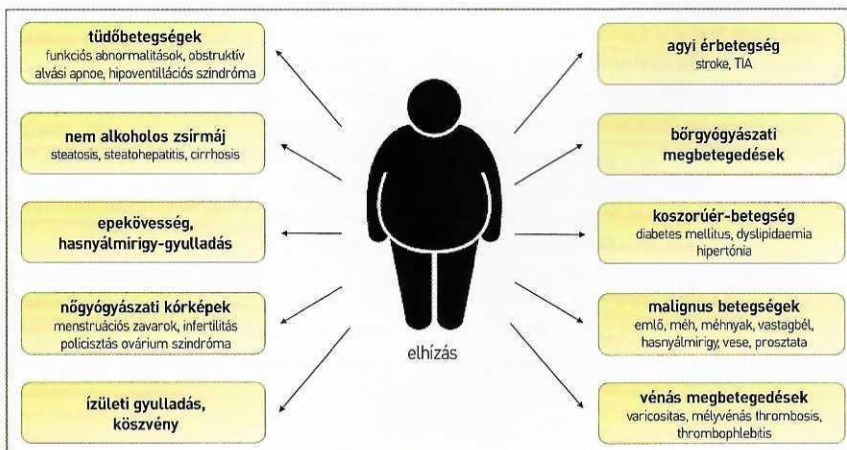 tüdőbetegségek
funkciós abnormalitások, obstruktív
alvási apnoe, hipoventillációs szindróma
nem alkoholos zsírmáj
steatosis, steatohepatitis, cirrhosis
epekövesség,
hasnyálmirigy-gyulladás
nőgyógyászati kórképek
menstruációs zavarok, infertilitás
policisztás ovárium szindróma
ízületi gyulladás,
köszvény
elhízás
agyi érbetegség
stroke, TIA
bőrgyógyászati
megbetegedések
koszorúér-betegség
diabetes mellitus, dyslipidaemia
hipertónia
malignus betegségek
emlő, méh, méhnyak, vastagbél,
hasnyálmirigy, vese, prosztata
vénás megbetegedések
varicositas, mélyvénás thrombosis,
thrombophlebitis